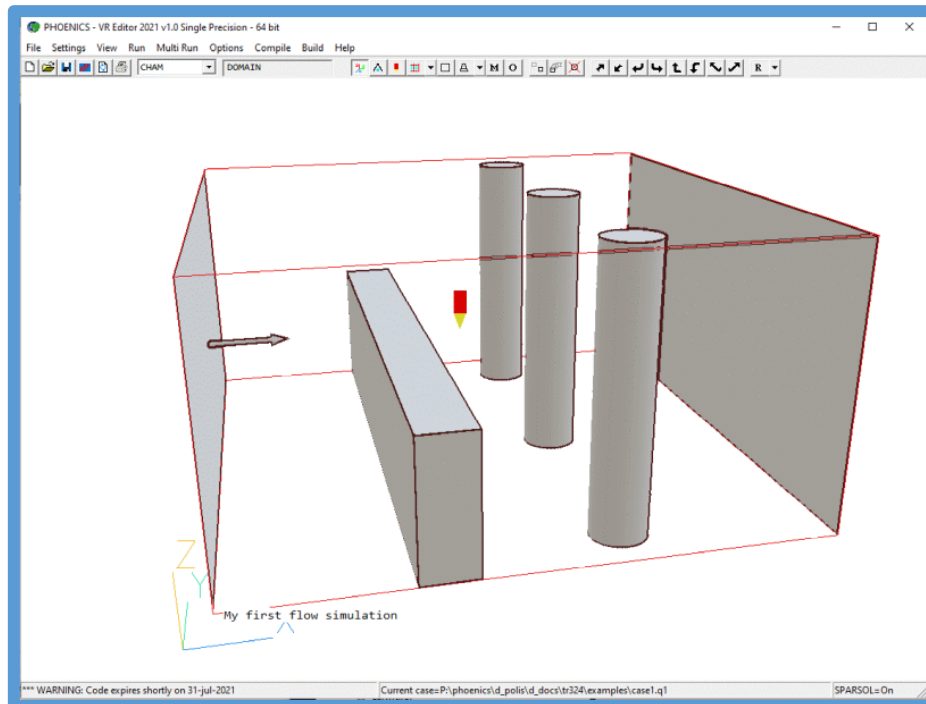 PHOENICS - VR Editor 2021 v1.0 Single Precision - 64 bit
File Settings View Run Multi Run Options Compile Build Help
CHAM DOMAIN M O R
Z
Y
My first flow simulation
X
*** WARNING: Code expires shortly on 31-jul-2021 Current case=P:\phoenics\d_polis\d_docs\tr324\examples\case1.q1 SPARSOL=On